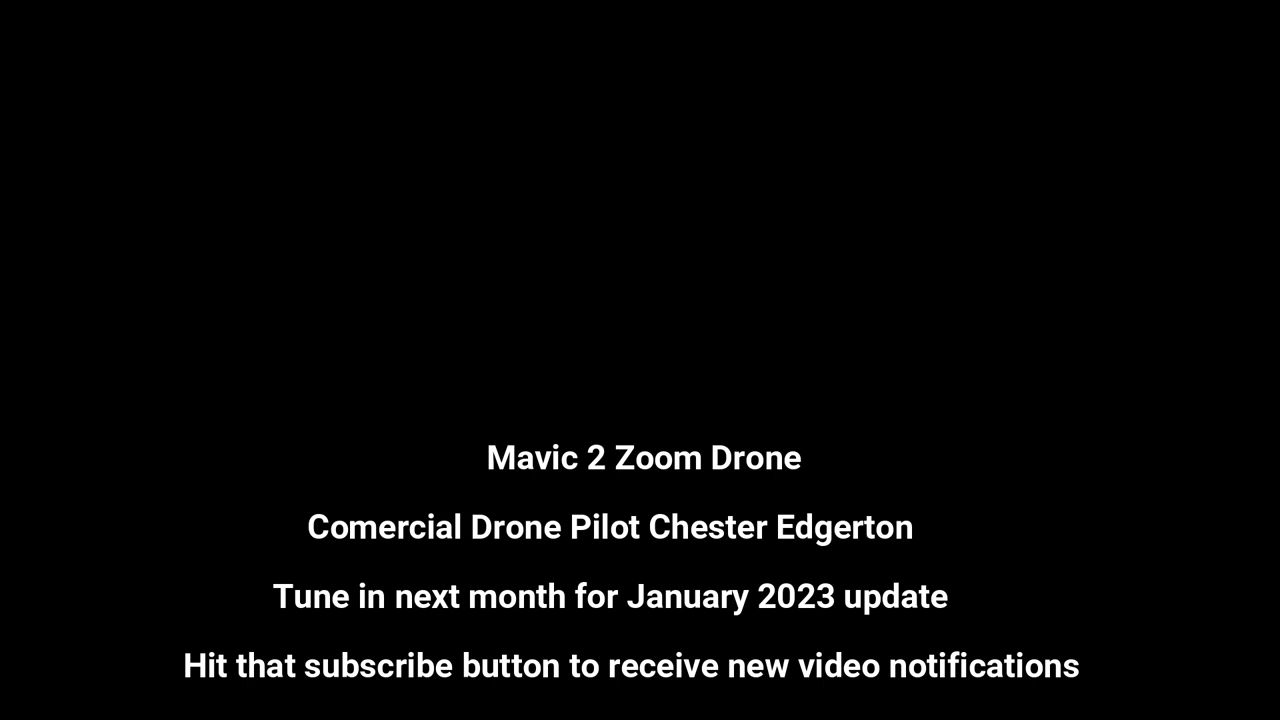 Mavic 2 Zoom Drone
Comercial Drone Pilot Chester Edgerton
Tune in next month for January 2023 update
Hit that subscribe button to receive new video notifications